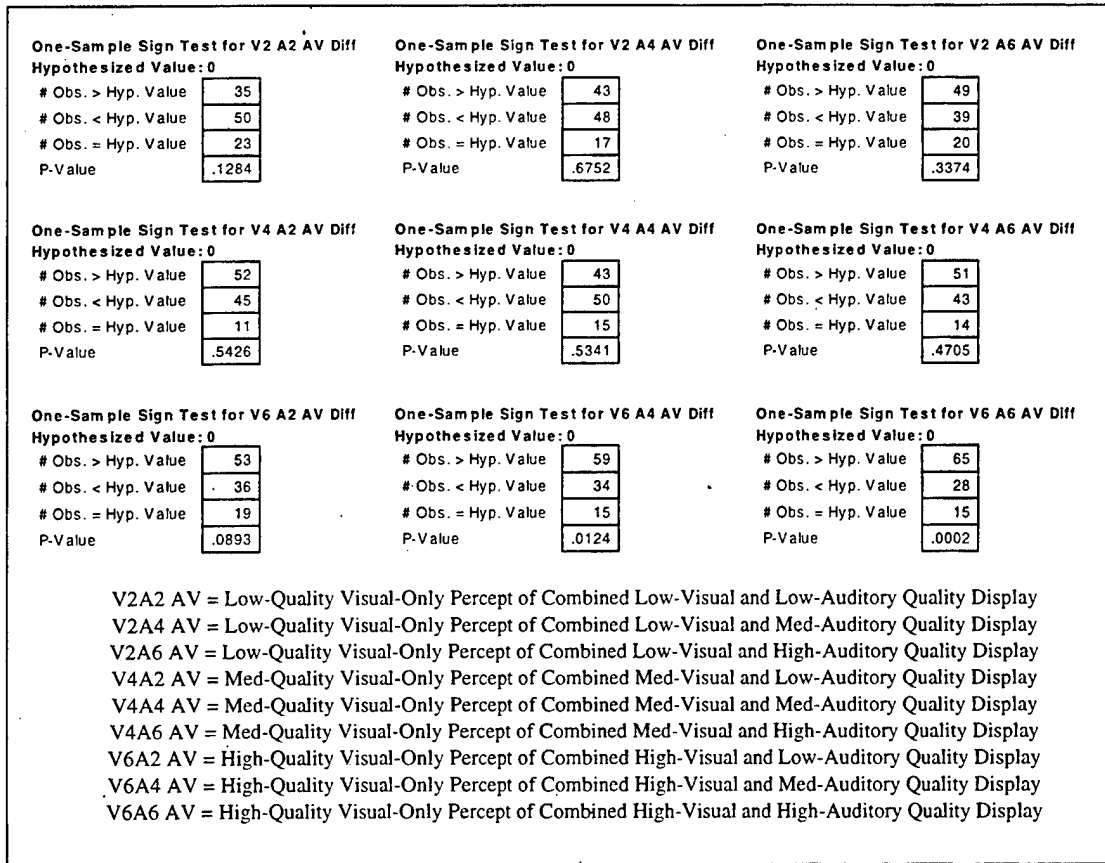 One-Sample Sign Test for V2 A2 AV Diff
Hypothesized Value: 0
# Obs. > Hyp. Value 35
# Obs. < Hyp. Value 50
# Obs. = Hyp. Value 23
P-Value .1284
One-Sample Sign Test for V2 A4 AV Diff
Hypothesized Value: 0
# Obs. > Hyp. Value 43
# Obs. < Hyp. Value 48
# Obs. = Hyp. Value 17
P-Value .6752
One-Sample Sign Test for V2 A6 AV Diff
Hypothesized Value: 0
# Obs. > Hyp. Value 49
# Obs. < Hyp. Value 39
# Obs. = Hyp. Value 20
P-Value .3374
One-Sample Sign Test for V4 A2 AV Diff
Hypothesized Value: 0
# Obs. > Hyp. Value 52
# Obs. < Hyp. Value 45
# Obs. = Hyp. Value 11
P-Value .5426
One-Sample Sign Test for V4 A4 AV Diff
Hypothesized Value: 0
# Obs. > Hyp. Value 43
# Obs. < Hyp. Value 50
# Obs. = Hyp. Value 15
P-Value .5341
One-Sample Sign Test for V4 A6 AV Diff
Hypothesized Value: 0
# Obs. > Hyp. Value 51
# Obs. < Hyp. Value 43
# Obs. = Hyp. Value 14
P-Value .4705
One-Sample Sign Test for V6 A2 AV Diff
Hypothesized Value: 0
# Obs. > Hyp. Value 53
# Obs. < Hyp. Value 36
# Obs. = Hyp. Value 19
P-Value .0893
One-Sample Sign Test for V6 A4 AV Diff
Hypothesized Value: 0
# Obs. > Hyp. Value 59
# Obs. < Hyp. Value 34
# Obs. = Hyp. Value 15
P-Value .0124
One-Sample Sign Test for V6 A6 AV Diff
Hypothesized Value: 0
# Obs. > Hyp. Value 65
# Obs. < Hyp. Value 28
# Obs. = Hyp. Value 15
P-Value .0002
V2A2 AV = Low-Quality Visual-Only Percept of Combined Low-Visual and Low-Auditory Quality Display
V2A4 AV = Low-Quality Visual-Only Percept of Combined Low-Visual and Med-Auditory Quality Display
V2A6 AV = Low-Quality Visual-Only Percept of Combined Low-Visual and High-Auditory Quality Display
V4A2 AV = Med-Quality Visual-Only Percept of Combined Med-Visual and Low-Auditory Quality Display
V4A4 AV = Med-Quality Visual-Only Percept of Combined Med-Visual and Med-Auditory Quality Display
V4A6 AV = Med-Quality Visual-Only Percept of Combined Med-Visual and High-Auditory Quality Display
V6A2 AV = High-Quality Visual-Only Percept of Combined High-Visual and Low-Auditory Quality Display
V6A4 AV = High-Quality Visual-Only Percept of Combined High-Visual and Med-Auditory Quality Display
V6A6 AV = High-Quality Visual-Only Percept of Combined High-Visual and High-Auditory Quality Display